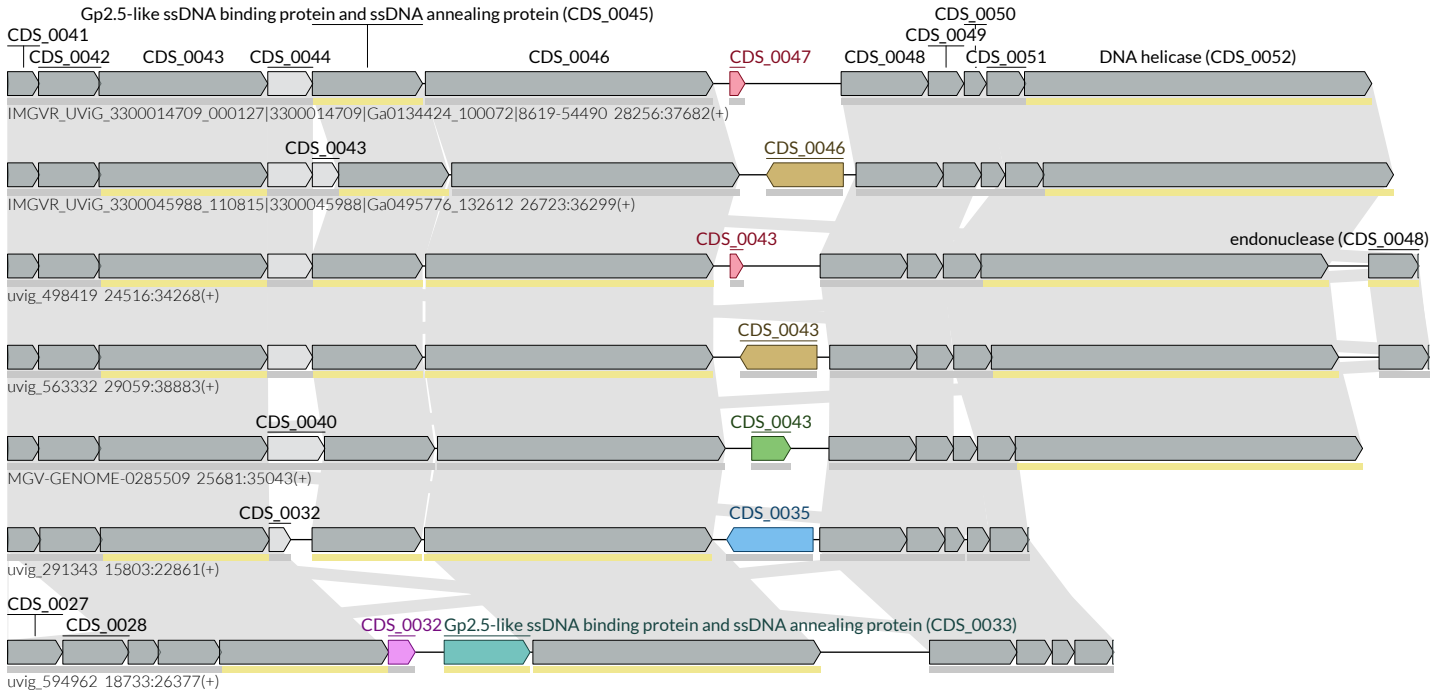 Gp2.5-like ssDNA binding protein and ssDNA annealing protein (CDS_0045)
CDS_0050
CDS_0041
CDS_0049
CDS_0042
CDS_0043
CDS_0044
CDS_0046
CDS_0047
CDS_0048
CDS_0051
DNA helicase (CDS_0052)
IMGVR_UViG_3300014709_000127|3300014709|Ga0134424_100072|8619-54490 28256:37682(+)
CDS_0043
CDS_0046
IMGVR_UViG_3300045988_110815|3300045988|Ga0495776_132612 26723:36299(+)
CDS_0043
endonuclease (CDS_0048)
uvig_498419 24516:34268(+)
CDS_0043
uvig_563332 29059:38883(+)
CDS_0040
CDS_0043
MGV-GENOME-0285509 25681:35043(+)
CDS_0032
CDS_0035
uvig_291343 15803:22861(+)
CDS_0027
CDS_0028
CDS_0032
Gp2.5-like ssDNA binding protein and ssDNA annealing protein (CDS_0033)
uvig_594962 18733:26377(+)